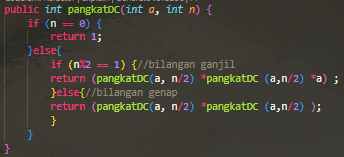 public int pangkatDC(int a, int n) {
if (n == 0) {
return 1;
}else{
if (n%2 == 1) {//bilangan ganjil
return (pangkatDC(a, n/2) *pangkatDC (a,n/2) *a) ;
}else{//bilangan genap
return (pangkatDC(a, n/2) *pangkatDC (a,n/2) );
}
}
}